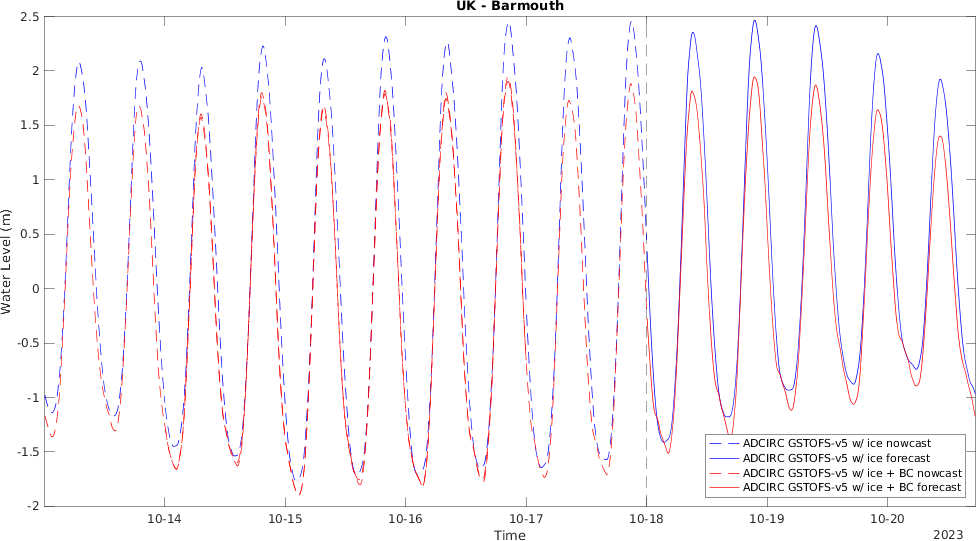 UK - Barmouth
2.5
2
1.5
1
0.5
0
-0.5
-1
-1.5
-2
Water Level (m)
10-14 10-15 10-16 10-17 10-18 10-19 10-20
Time
2023
ADCIRC GSTOFS-v5 w/ ice nowcast
ADCIRC GSTOFS-v5 w/ ice forecast
ADCIRC GSTOFS-v5 w/ ice + BC nowcast
ADCIRC GSTOFS-v5 w/ ice + BC forecast